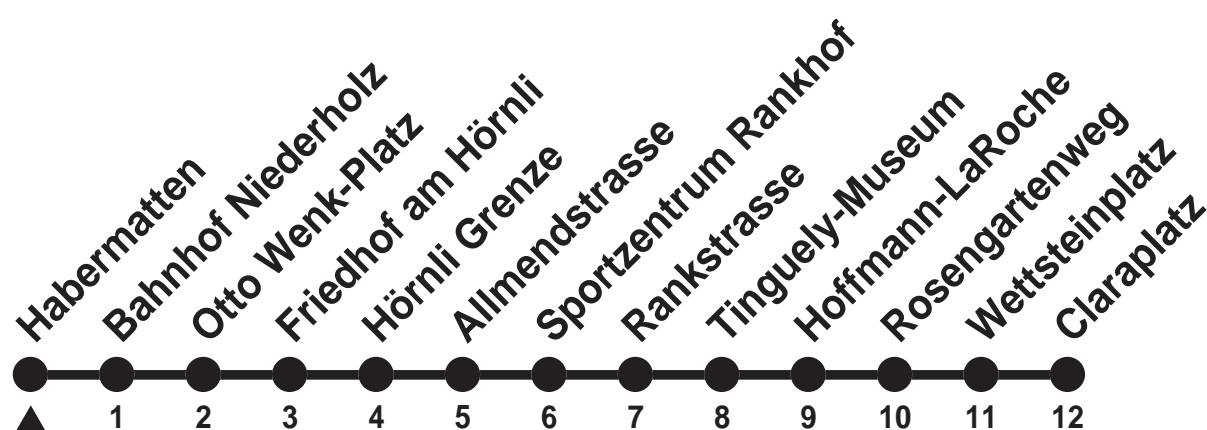 Habermatten
Bahnhof Niederholz
Otto Wenk-Platz
Friedhof am Hörnli
Hörnli Grenze
Allmendstrasse
Sportzentrum Rankhof
Rankstrasse
Tinguely-Museum
Hoffmann-LaRoche
Rosengartenweg
Wettsteinplatz
Claraplatz
1 2 3 4 5 6 7 8 9 10 11 12